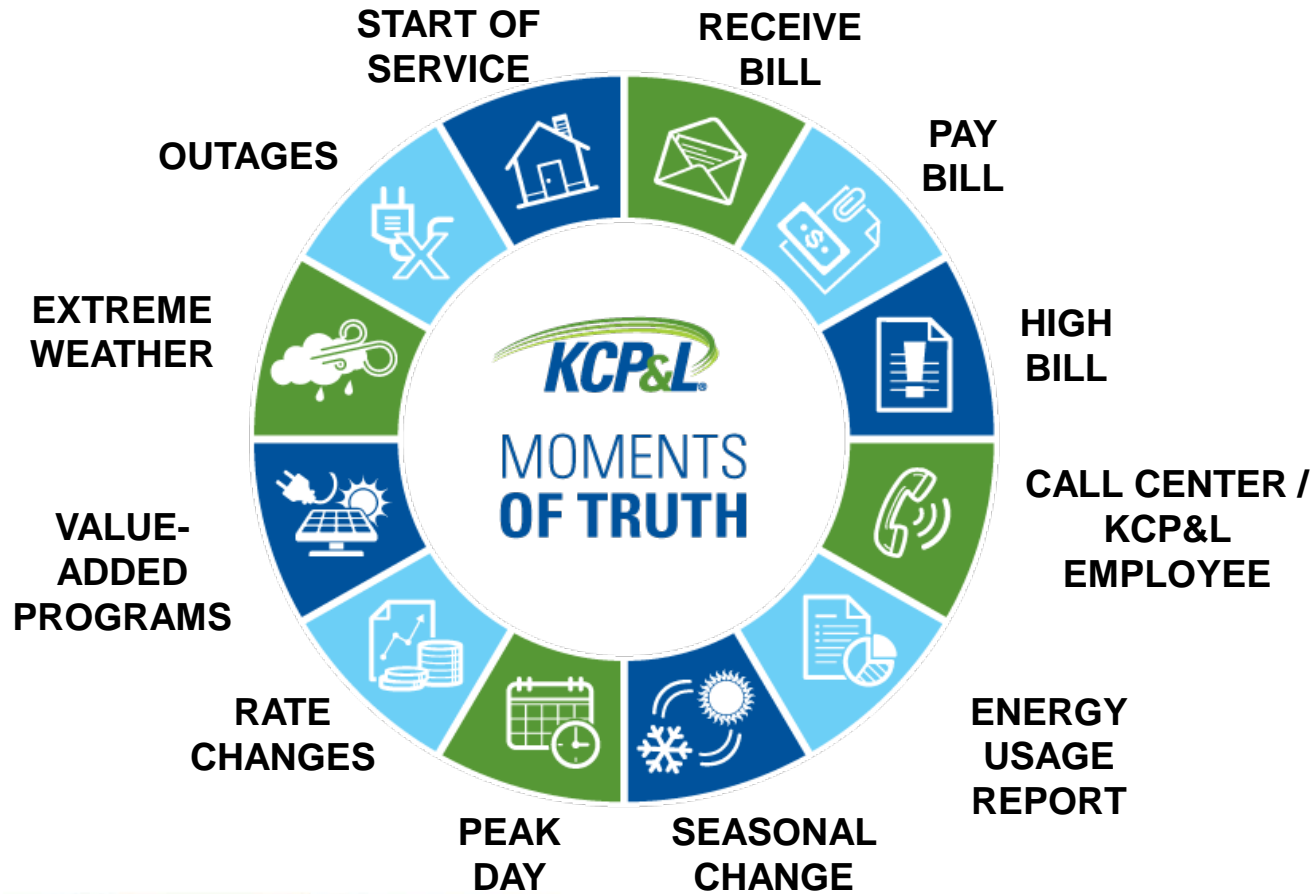 START OF
SERVICE
RECEIVE
BILL
PAY
BILL
HIGH
BILL
CALL CENTER /
KCP&L
EMPLOYEE
ENERGY
USAGE
REPORT
SEASONAL
CHANGE
PEAK
DAY
RATE
CHANGES
VALUE-
ADDED
PROGRAMS
EXTREME
WEATHER
OUTAGES
KCP&L®
MOMENTS
OF TRUTH
$